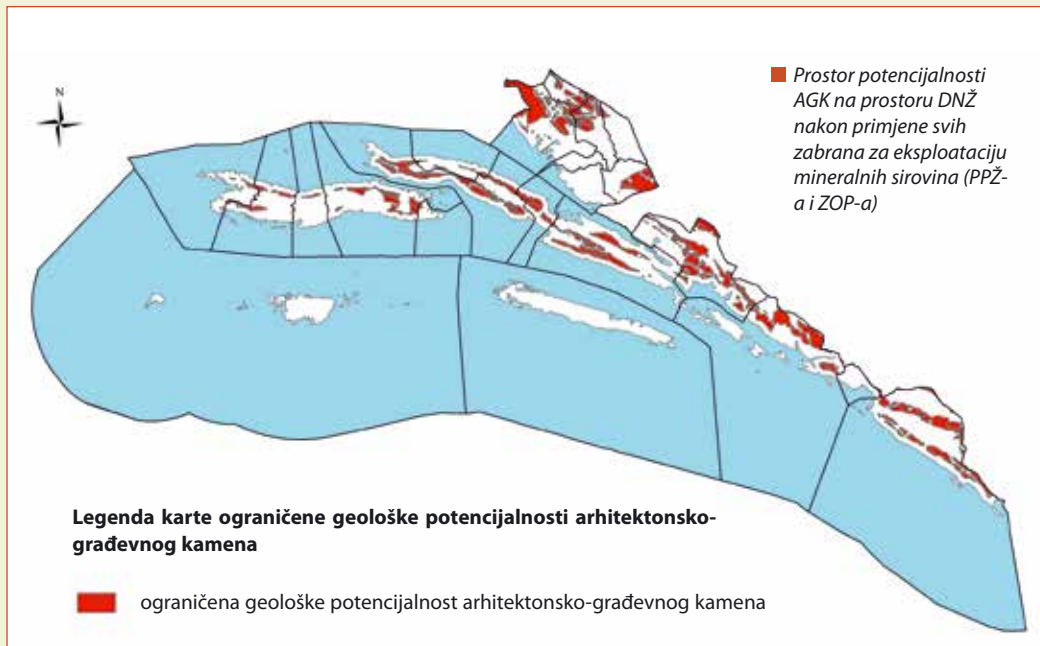 N
Prostor potencijalnosti
AGK na prostoru DNŽ
nakon primjene svih
zabrana za eksploataciju
mineralnih sirovina (PPŽ-
a i ZOP-a)
Legenda karte ograničene geološke potencijalnosti arhitektonsko-
građevnog kamena
ograničena geološke potencijalnost arhitektonsko-građevnog kamena